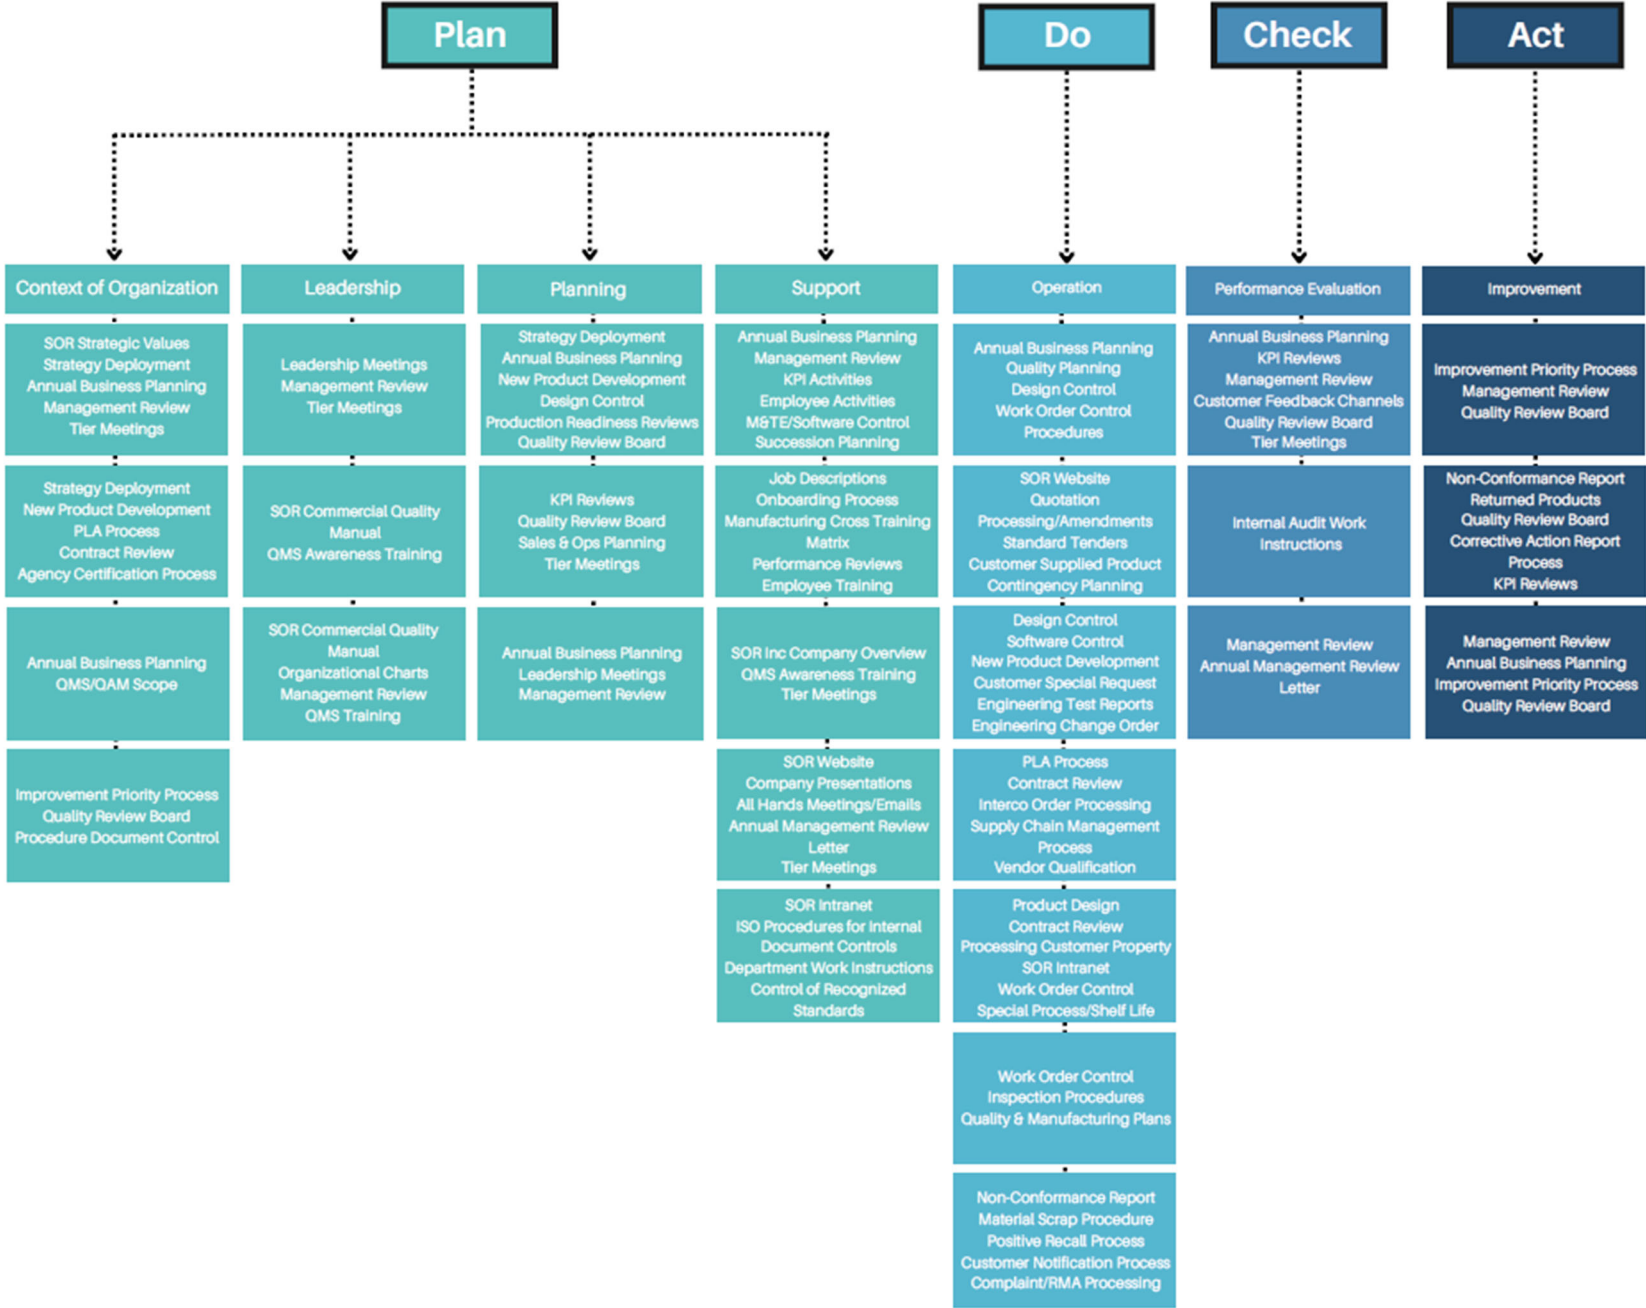 Plan
Do
Check
Act
Context of Organization
Leadership
Planning
Support
Operation
Performance Evaluation
Improvement
SOR Strategic Values
Strategy Deployment
Annual Business Planning
Management Review
Tier Meetings
Strategy Deployment
New Product Development
PLA Process
Contract Review
Agency Certification Process
Annual Business Planning
QMS/QAM Scope
Improvement Priority Process
Quality Review Board
Procedure Document Control
Leadership Meetings
Management Review
Tier Meetings
SOR Commercial Quality
Manual
QMS Awareness Training
SOR Commercial Quality
Manual
Organizational Charts
Management Review
QMS Training
Strategy Deployment
Annual Business Planning
New Product Development
Design Control
Production Readiness Reviews
Quality Review Board
KPI Reviews
Quality Review Board
Sales & Ops Planning
Tier Meetings
Annual Business Planning
Leadership Meetings
Management Review
Annual Business Planning
Management Review
KPI Activities
Employee Activities
M&TE/Software Control
Succession Planning
Job Descriptions
Onboarding Process
Manufacturing Cross Training
Matrix
Performance Reviews
Employee Training
SOR Inc Company Overview
QMS Awareness Training
Tier Meetings
SOR Website
Company Presentations
All Hands Meetings/Emails
Annual Management Review
Letter
Tier Meetings
SOR Intranet
ISO Procedures for Internal
Document Controls
Department Work Instructions
Control of Recognized
Standards
Annual Business Planning
Quality Planning
Design Control
Work Order Control
Procedures
SOR Website
Quotation
Processing/Amendments
Standard Tenders
Customer Supplied Product
Contingency Planning
Design Control
Software Control
New Product Development
Customer Special Request
Engineering Test Reports
Engineering Change Order
PLA Process
Contract Review
Interco Order Processing
Supply Chain Management
Process
Vendor Qualification
Product Design
Contract Review
Processing Customer Property
SOR Intranet
Work Order Control
Special Process/Shelf Life
Work Order Control
Inspection Procedures
Quality & Manufacturing Plans
Non-Conformance Report
Material Scrap Procedure
Positive Recall Process
Customer Notification Process
Complaint/RMA Processing
Annual Business Planning
KPI Reviews
Management Review
Customer Feedback Channels
Quality Review Board
Tier Meetings
Internal Audit Work
Instructions
Management Review
Annual Management Review
Letter
Improvement Priority Process
Management Review
Quality Review Board
Non-Conformance Report
Returned Products
Quality Review Board
Corrective Action Report
Process
KPI Reviews
Management Review
Annual Business Planning
Improvement Priority Process
Quality Review Board